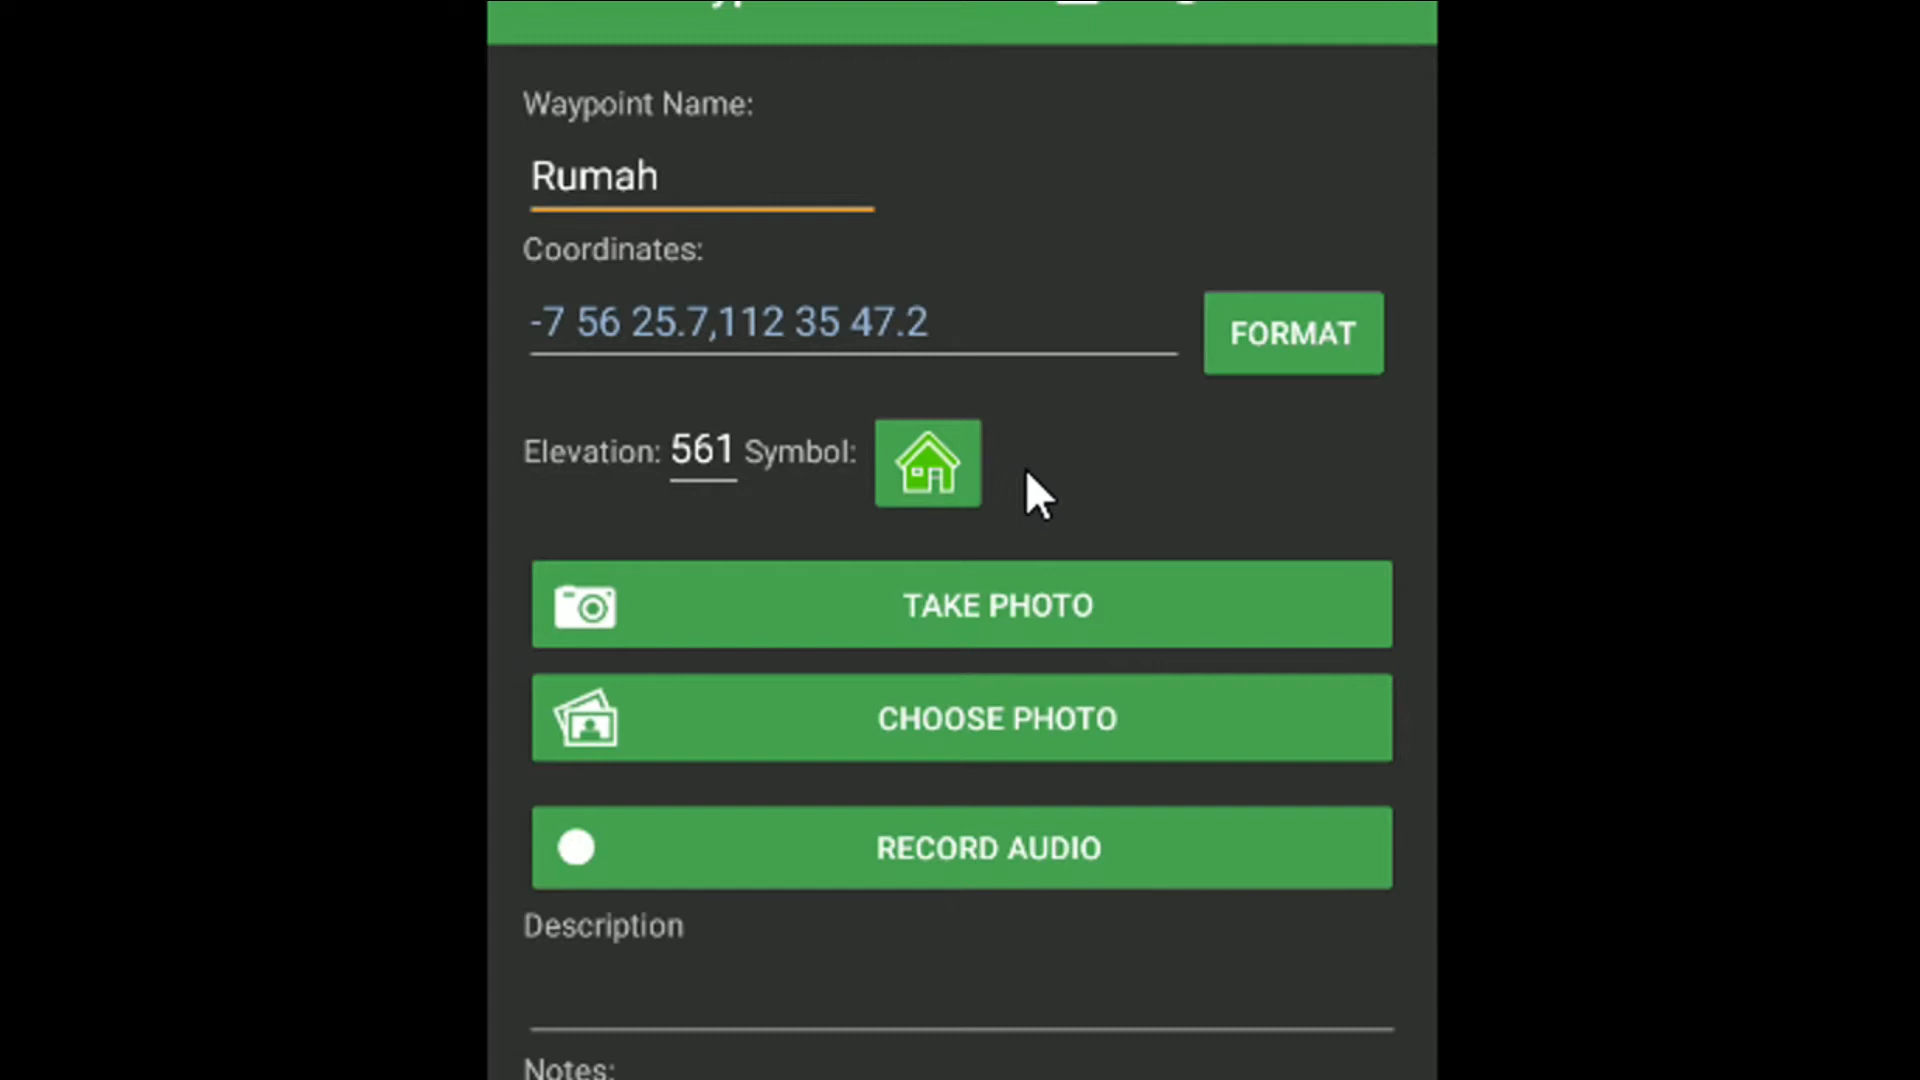 Waypoint Name:
Rumah
Coordinates:
-7 56 25.7,112 35 47.2
FORMAT
Elevation: 561 Symbol:
TAKE PHOTO
CHOOSE PHOTO
RECORD AUDIO
Description
Notes: